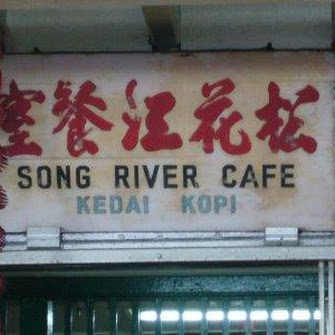 松花江餐室
SONG RIVER CAFE
KEDAI KOPI